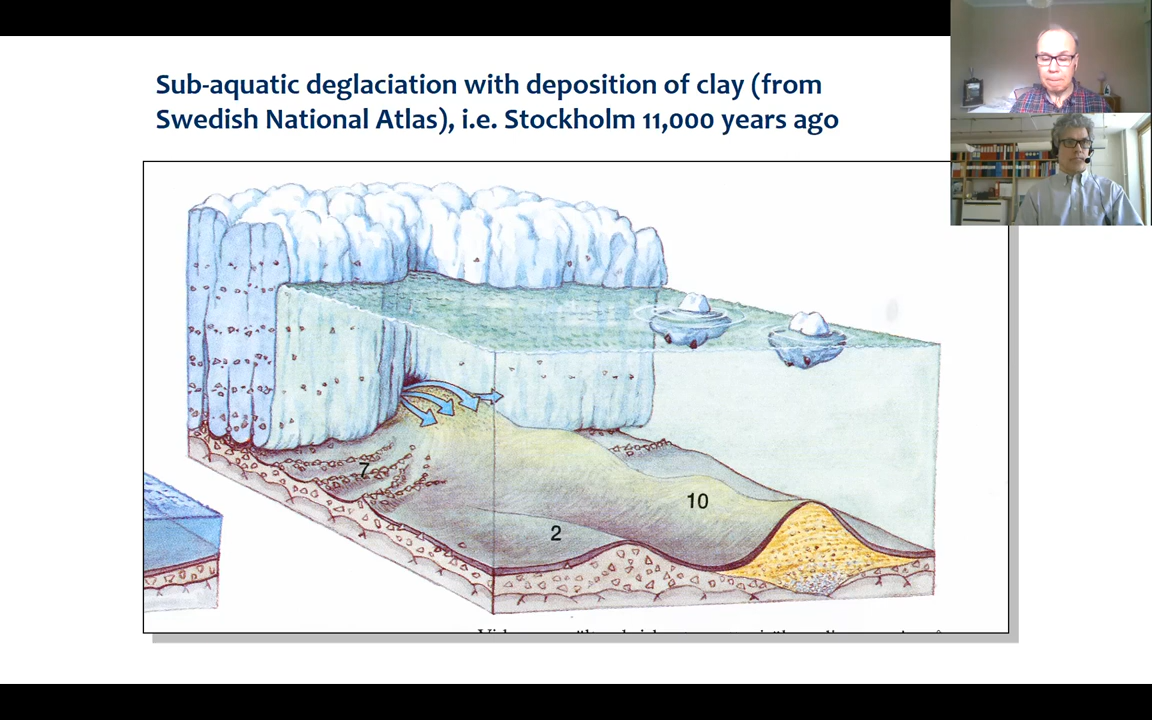 Sub-aquatic deglaciation with deposition of clay (from
Swedish National Atlas), i.e. Stockholm 11,000 years ago
7
10
2